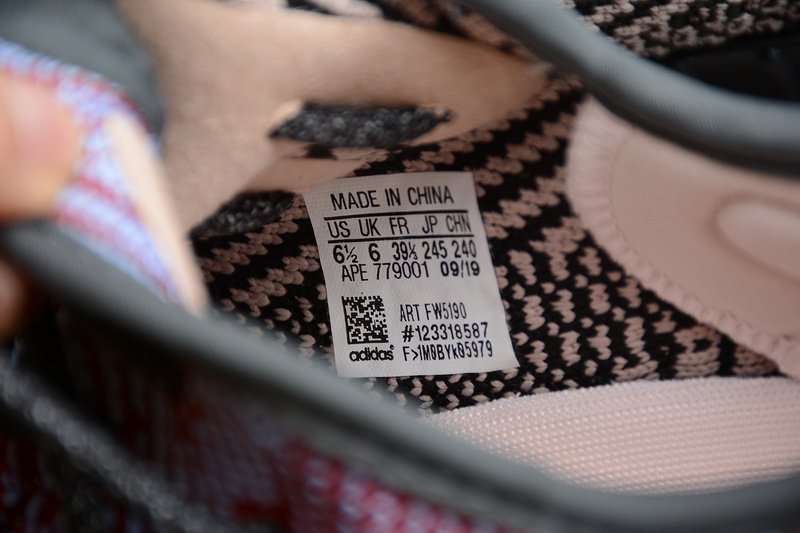 MADE IN CHINA
US UK FR JP CHN
6½ 6 39⅓ 245 240
APE 779001 09/19
ART FW5190
#123318587
adidas® F>1M0BYk05979